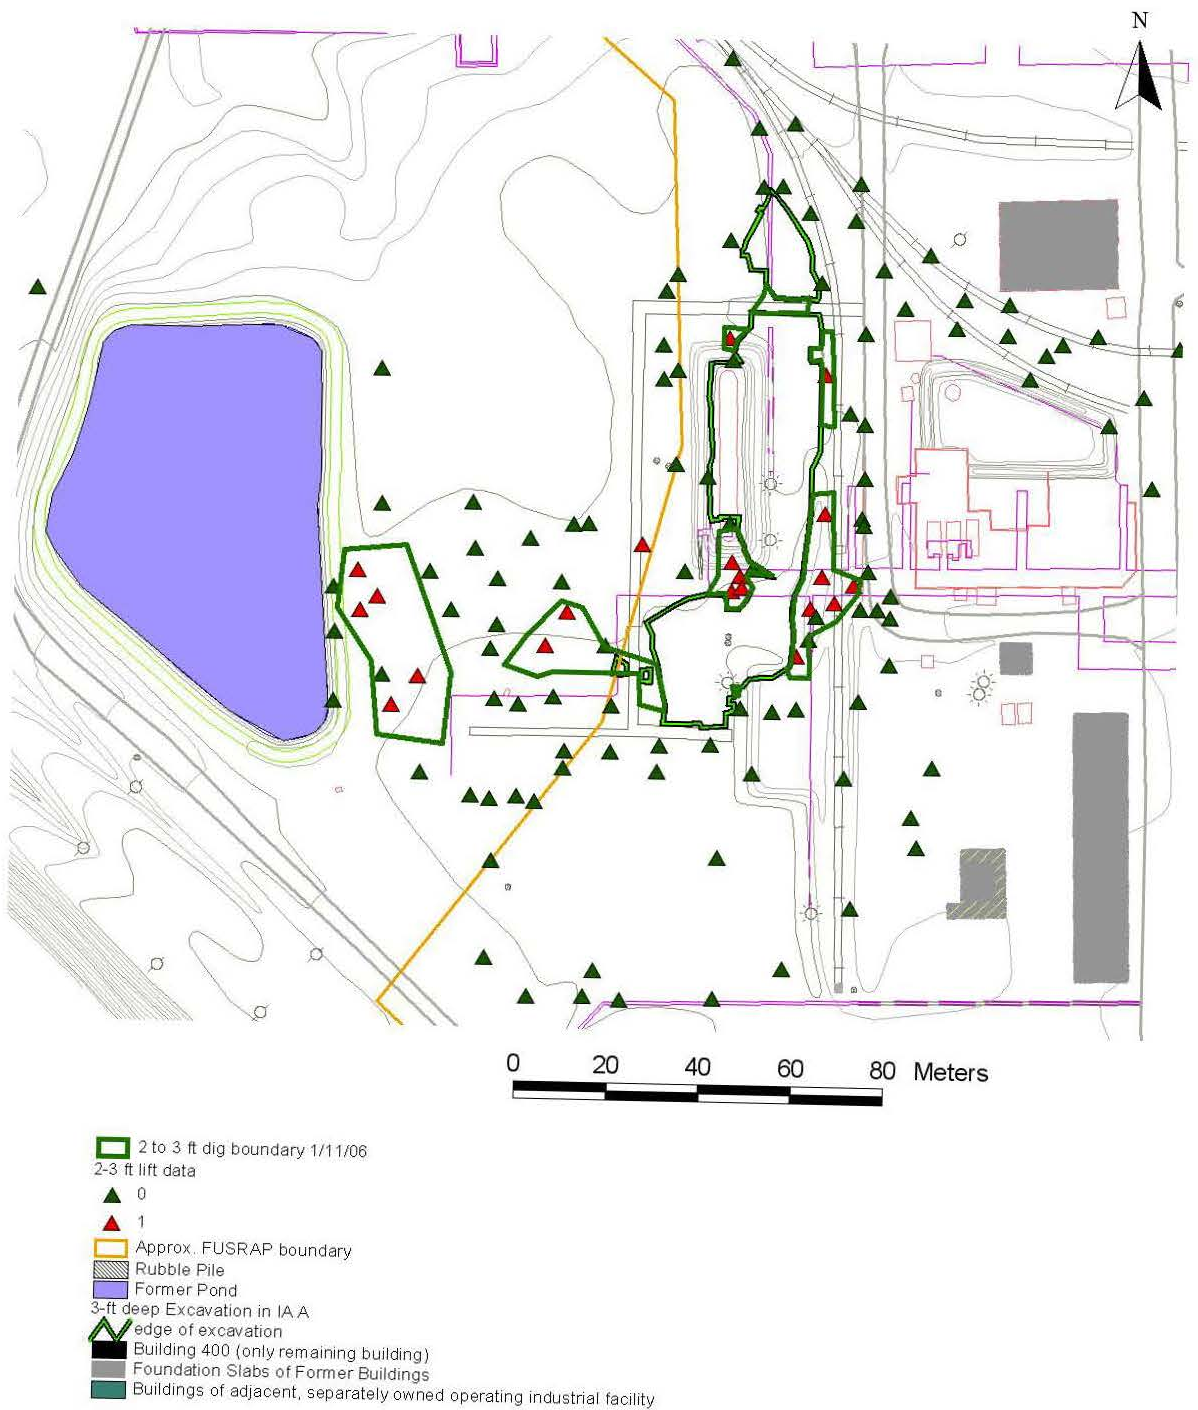 N
0 20 40 60 80 Meters
2 to 3 ft dig boundary 1/11/06
2-3 ft lift data
0
1
Approx. FUSRAP boundary
Rubble Pile
Former Pond
3-ft deep Excavation in IA A
edge of excavation
Building 400 (only remaining building)
Foundation Slabs of Former Buildings
Buildings of adjacent, separately owned operating industrial facility